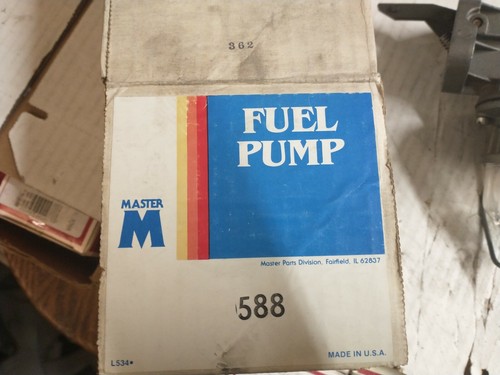 362
FUEL
PUMP
MASTER
M
Master Parts Division, Fairfield, IL 62837
588
L534
MADE IN U.S.A.